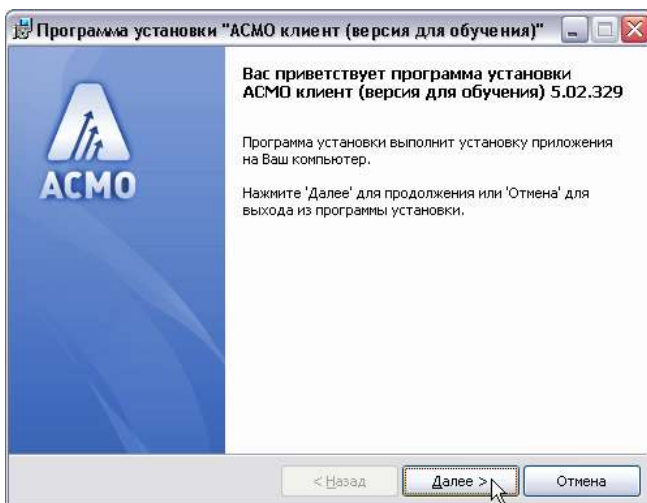 Программа установки "АСМО клиент (версия для обучения)"
АСМО
Вас приветствует программа установки
АСМО клиент (версия для обучения) 5.02.329
Программа установки выполнит установку приложения
на Ваш компьютер.
Нажмите 'Далее' для продолжения или 'Отмена' для
выхода из программы установки.
< Назад
Далее >
Отмена